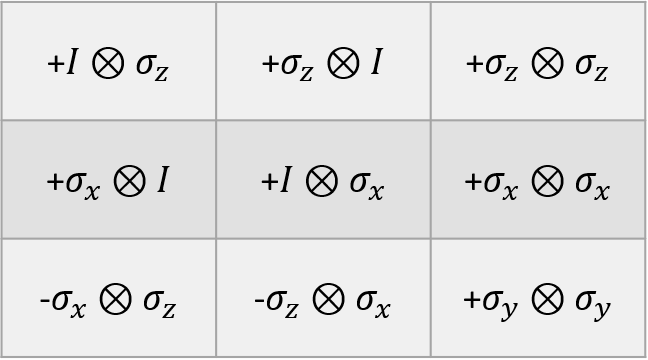 +I ⊗ σz +σz ⊗ I +σz ⊗ σz
+σx ⊗ I +I ⊗ σx +σx ⊗ σx
-σx ⊗ σz -σz ⊗ σx +σy ⊗ σy